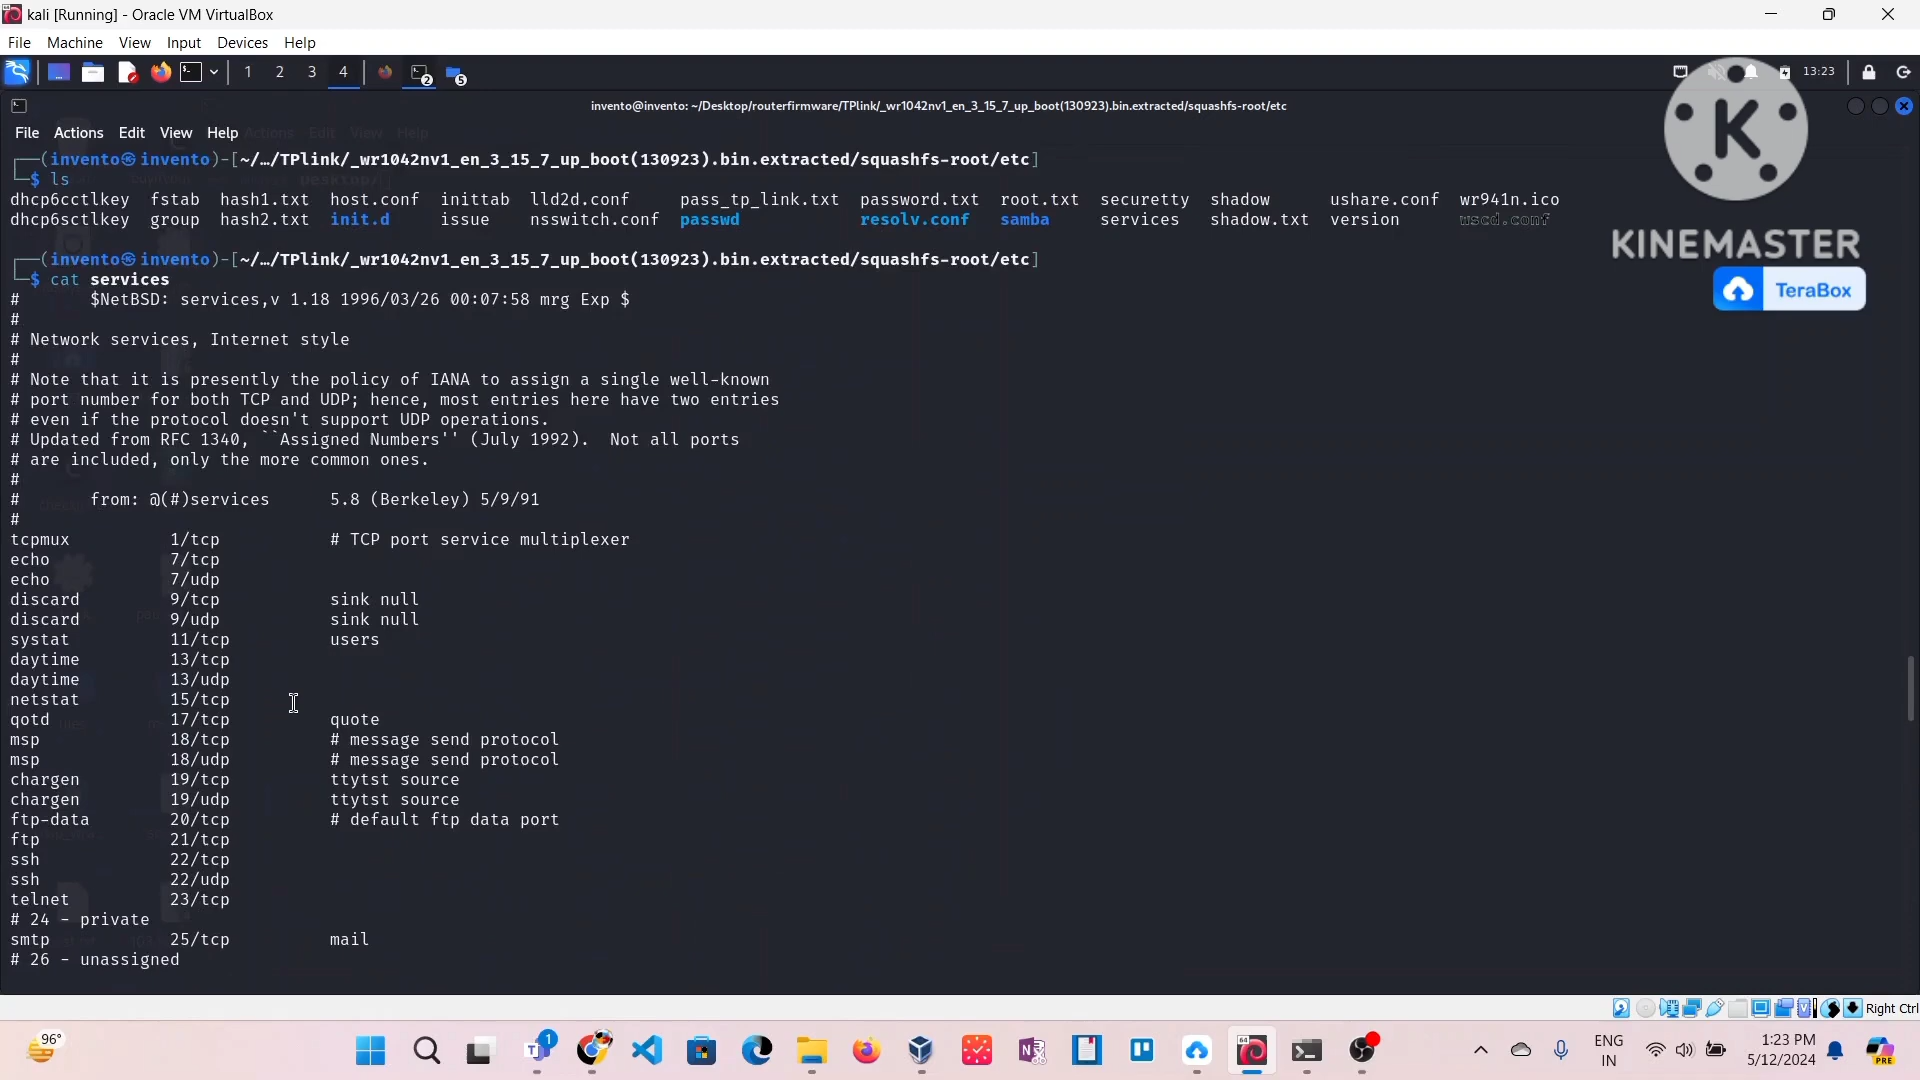 kali [Running] - Oracle VM VirtualBox
File Machine View Input Devices Help
1 2 3 4 2 5 13:23
invento@invento: ~/Desktop/routerfirmware/TPlink/_wr1042nv1_en_3_15_7_up_boot(130923).bin.extracted/squashfs-root/etc
File Actions Edit View Help
┌──(invento㉿invento)-[~/…/TPlink/_wr1042nv1_en_3_15_7_up_boot(130923).bin.extracted/squashfs-root/etc]
└─$ ls
dhcp6cctlkey fstab hash1.txt host.conf inittab lld2d.conf pass_tp_link.txt password.txt root.txt securetty shadow ushare.conf wr941n.ico
dhcp6sctlkey group hash2.txt init.d issue nsswitch.conf passwd resolv.conf samba services shadow.txt version wscd.conf
┌──(invento㉿invento)-[~/…/TPlink/_wr1042nv1_en_3_15_7_up_boot(130923).bin.extracted/squashfs-root/etc]
└─$ cat services
# $NetBSD: services,v 1.18 1996/03/26 00:07:58 mrg Exp $
#
# Network services, Internet style
#
# Note that it is presently the policy of IANA to assign a single well-known
# port number for both TCP and UDP; hence, most entries here have two entries
# even if the protocol doesn't support UDP operations.
# Updated from RFC 1340, ``Assigned Numbers'' (July 1992). Not all ports
# are included, only the more common ones.
#
# from: @(#)services 5.8 (Berkeley) 5/9/91
#
tcpmux 1/tcp # TCP port service multiplexer
echo 7/tcp
echo 7/udp
discard 9/tcp sink null
discard 9/udp sink null
systat 11/tcp users
daytime 13/tcp
daytime 13/udp
netstat 15/tcp
qotd 17/tcp quote
msp 18/tcp # message send protocol
msp 18/udp # message send protocol
chargen 19/tcp ttytst source
chargen 19/udp ttytst source
ftp-data 20/tcp # default ftp data port
ftp 21/tcp
ssh 22/tcp
ssh 22/udp
telnet 23/tcp
# 24 - private
smtp 25/tcp mail
# 26 - unassigned
K
KINEMASTER
TeraBox
Right Ctrl
96°
1
64
ENG
IN
1:23 PM
5/12/2024
PRE